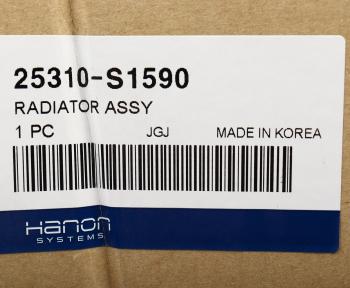 25310-S1590
RADIATOR ASSY
1 PC JGJ MADE IN KOREA
Hanon
SYSTEMS